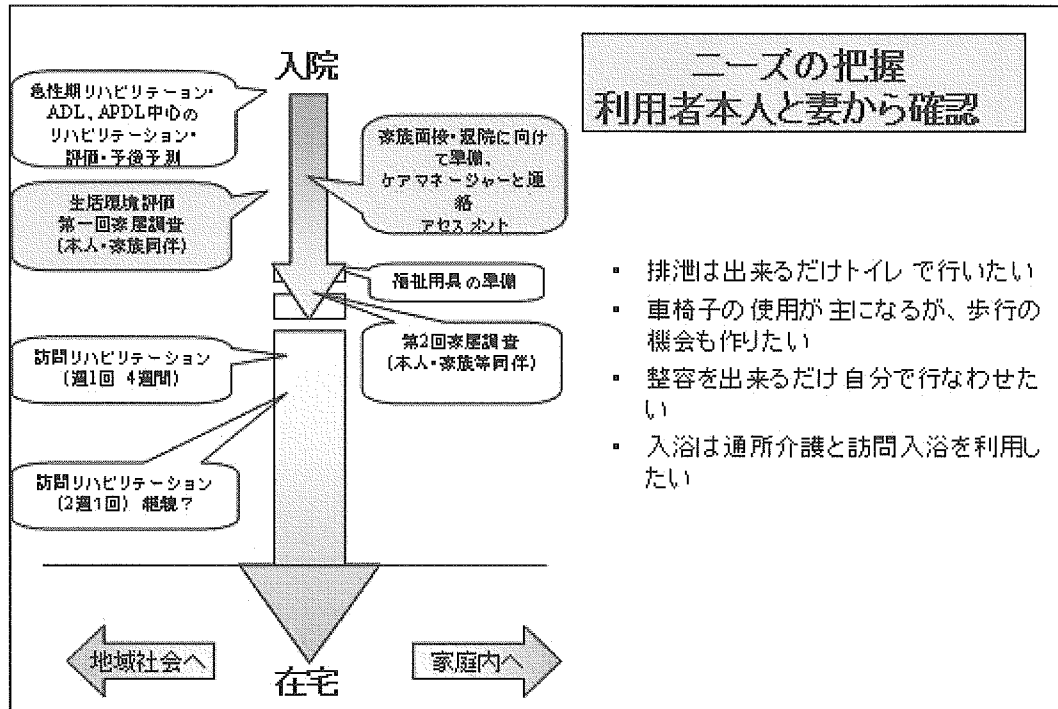 入院
急性期リハビリテーション・
ADL、APDL中心の
リハビリテーション・
評価・予後予測
生活環境評価
第一回家屋調査
(本人・家族同伴)
家族面接・退院に向け
て準備、
ケアマネージャーと連
絡
アセスメント
福祉用具の準備
第2回家屋調査
(本人・家族等同伴)
訪問リハビリテーション
(週1回 4週間)
訪問リハビリテーション
(2週1回) 継続?
地域社会へ
在宅
家庭内へ
ニーズの把握
利用者本人と妻から確認
▪ 排泄は出来るだけトイレで行いたい
▪ 車椅子の使用が主になるが、歩行の
機会も作りたい
▪ 整容を出来るだけ自分で行なわせた
い
▪ 入浴は通所介護と訪問入浴を利用し
たい